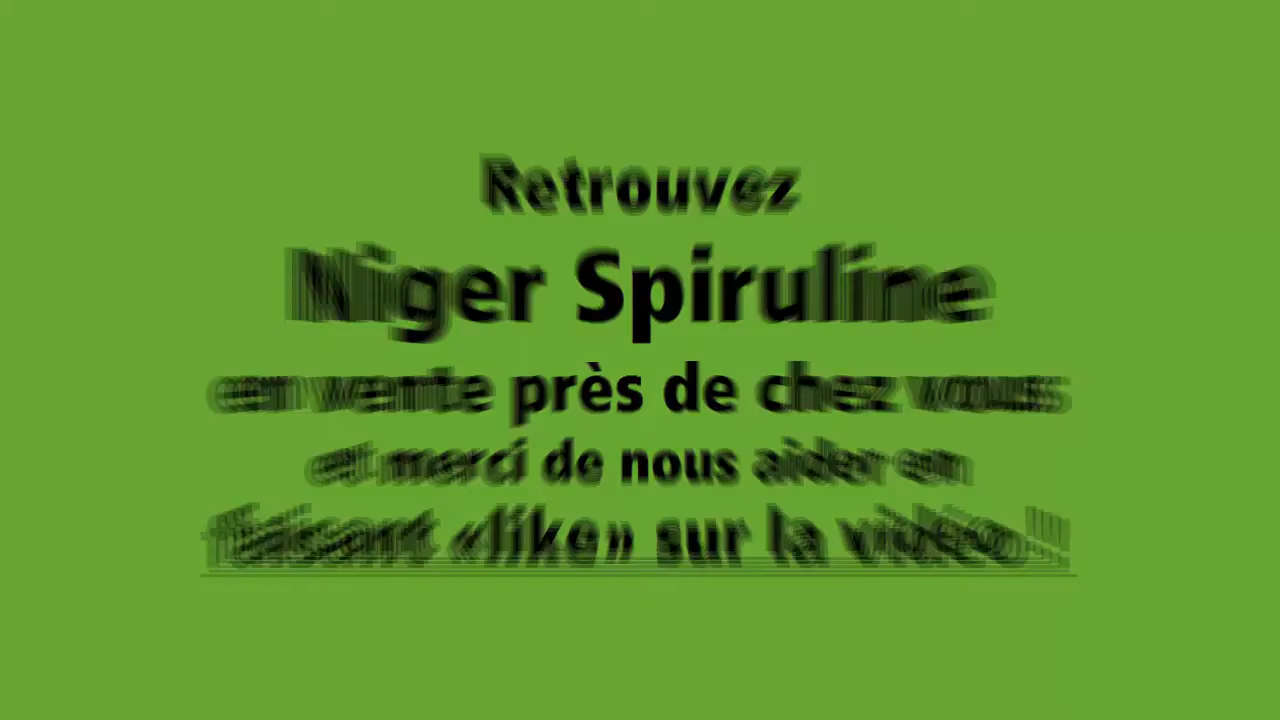 Retrouvez
Niger Spiruline
en vente près de chez vous
et merci de nous aider en
faisant «like» sur la vidéo !